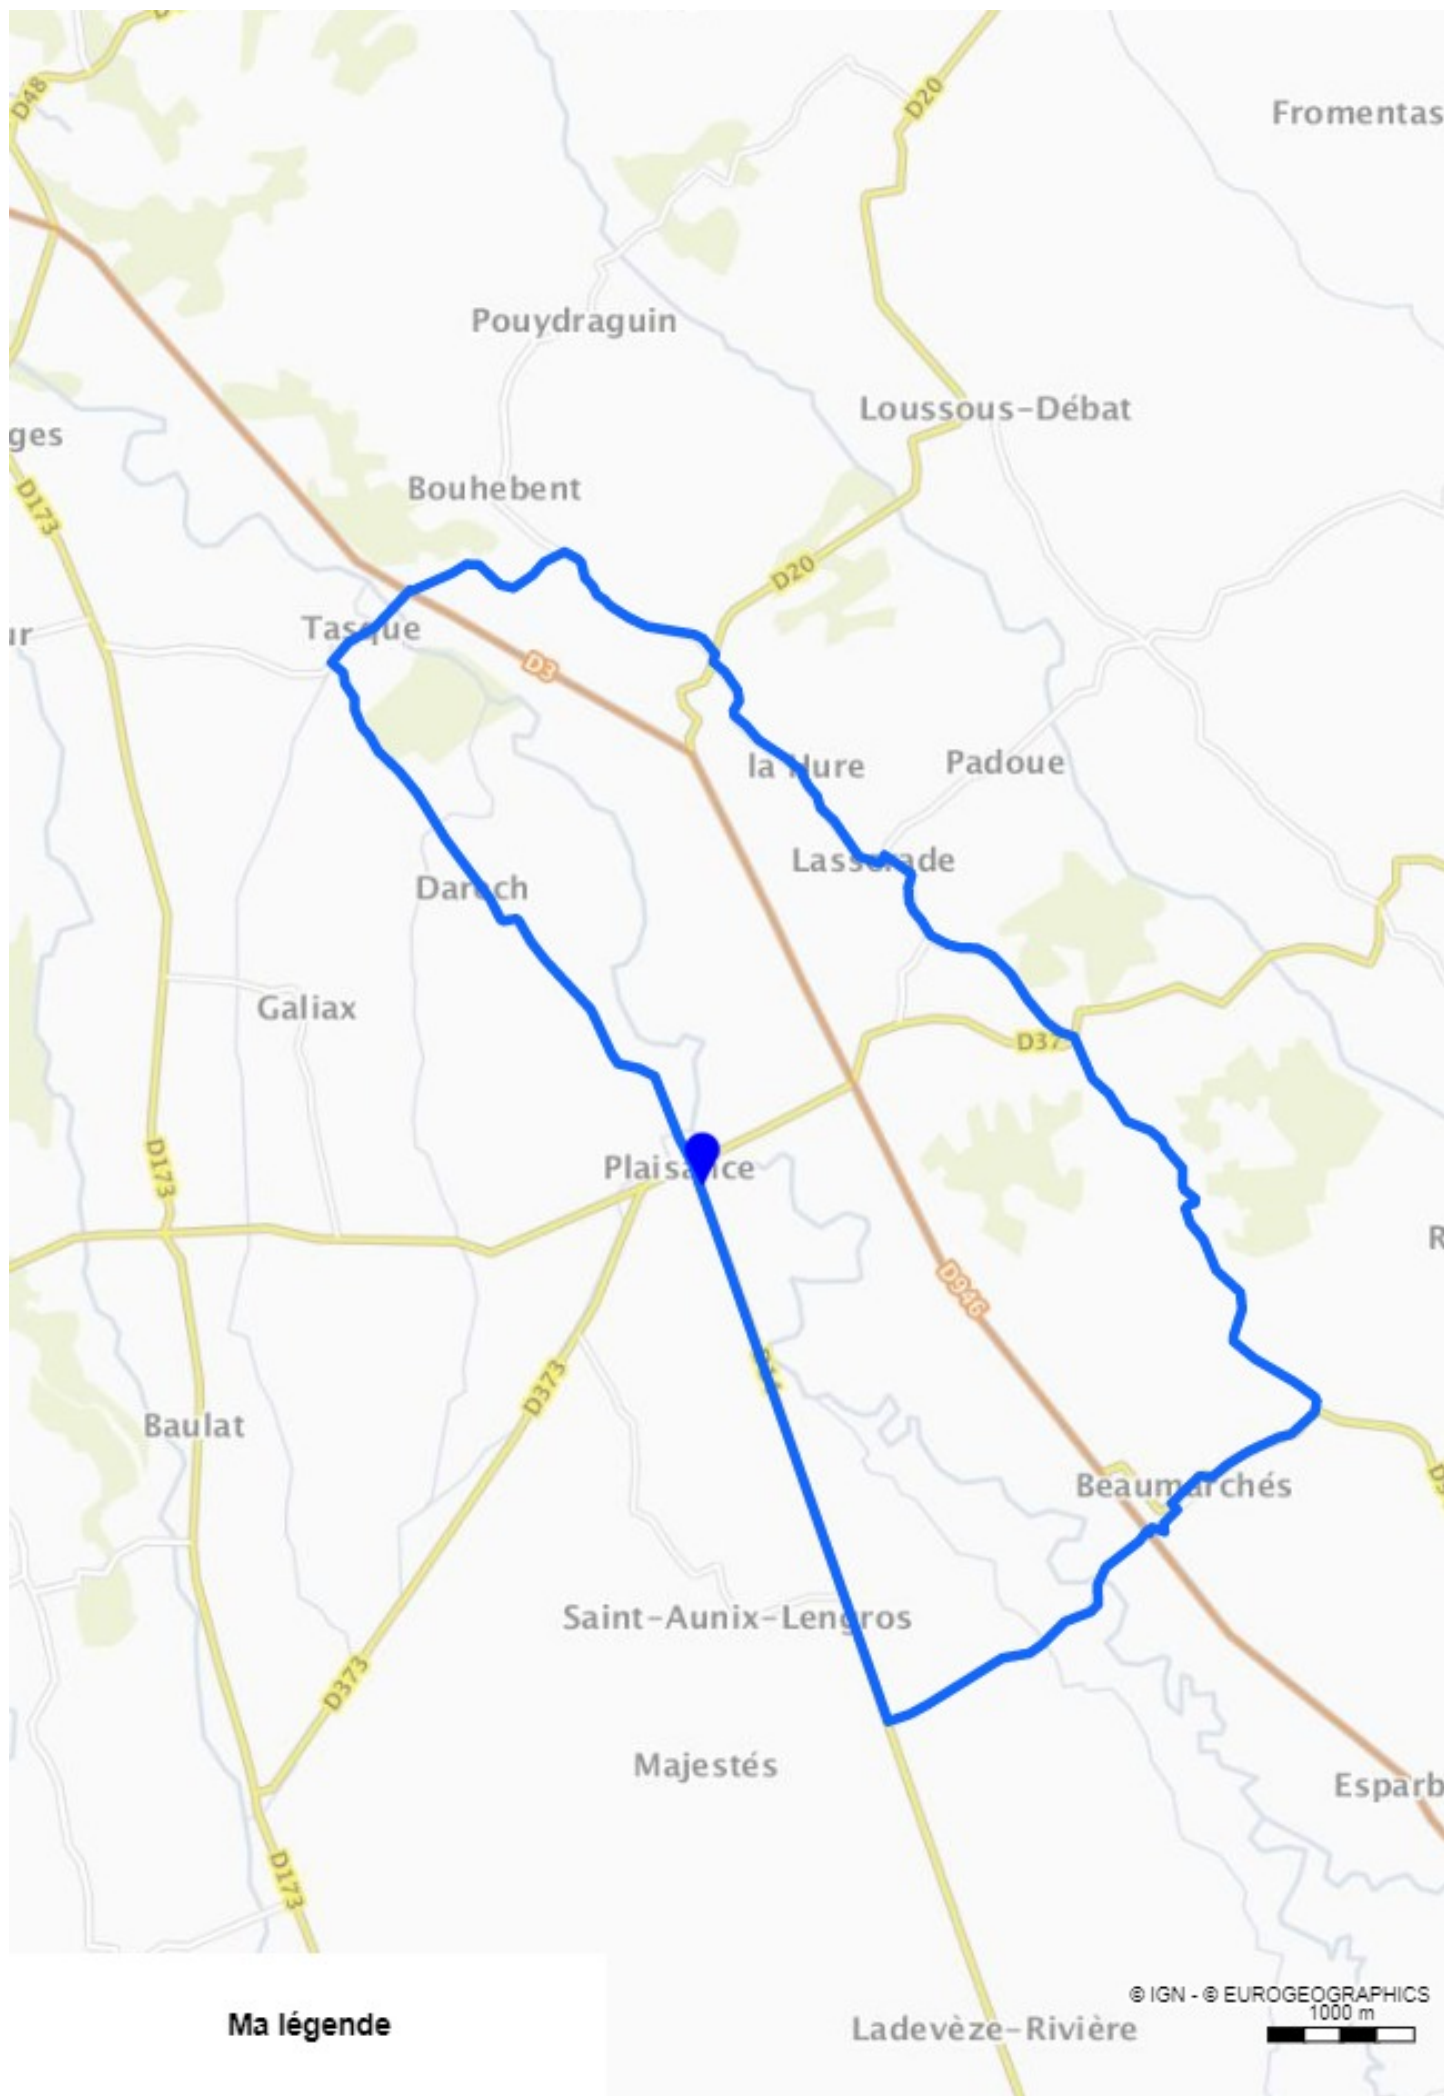 D48
D20
Fromentas
Pouydraguin
Loussous-Débat
ges
D173
Bouhebent
D20
Tasque
ur
D3
la Hure
Padoue
Lasserade
Daroch
Galiax
D37
D173
Plaisance
R
D946
D373
Baulat
Beaumarchés
Saint-Aunix-Lengros
D373
Majestés
Esparb
D173
© IGN - © EUROGEOGRAPHICS
1000 m
Ma légende
Ladevèze-Rivière